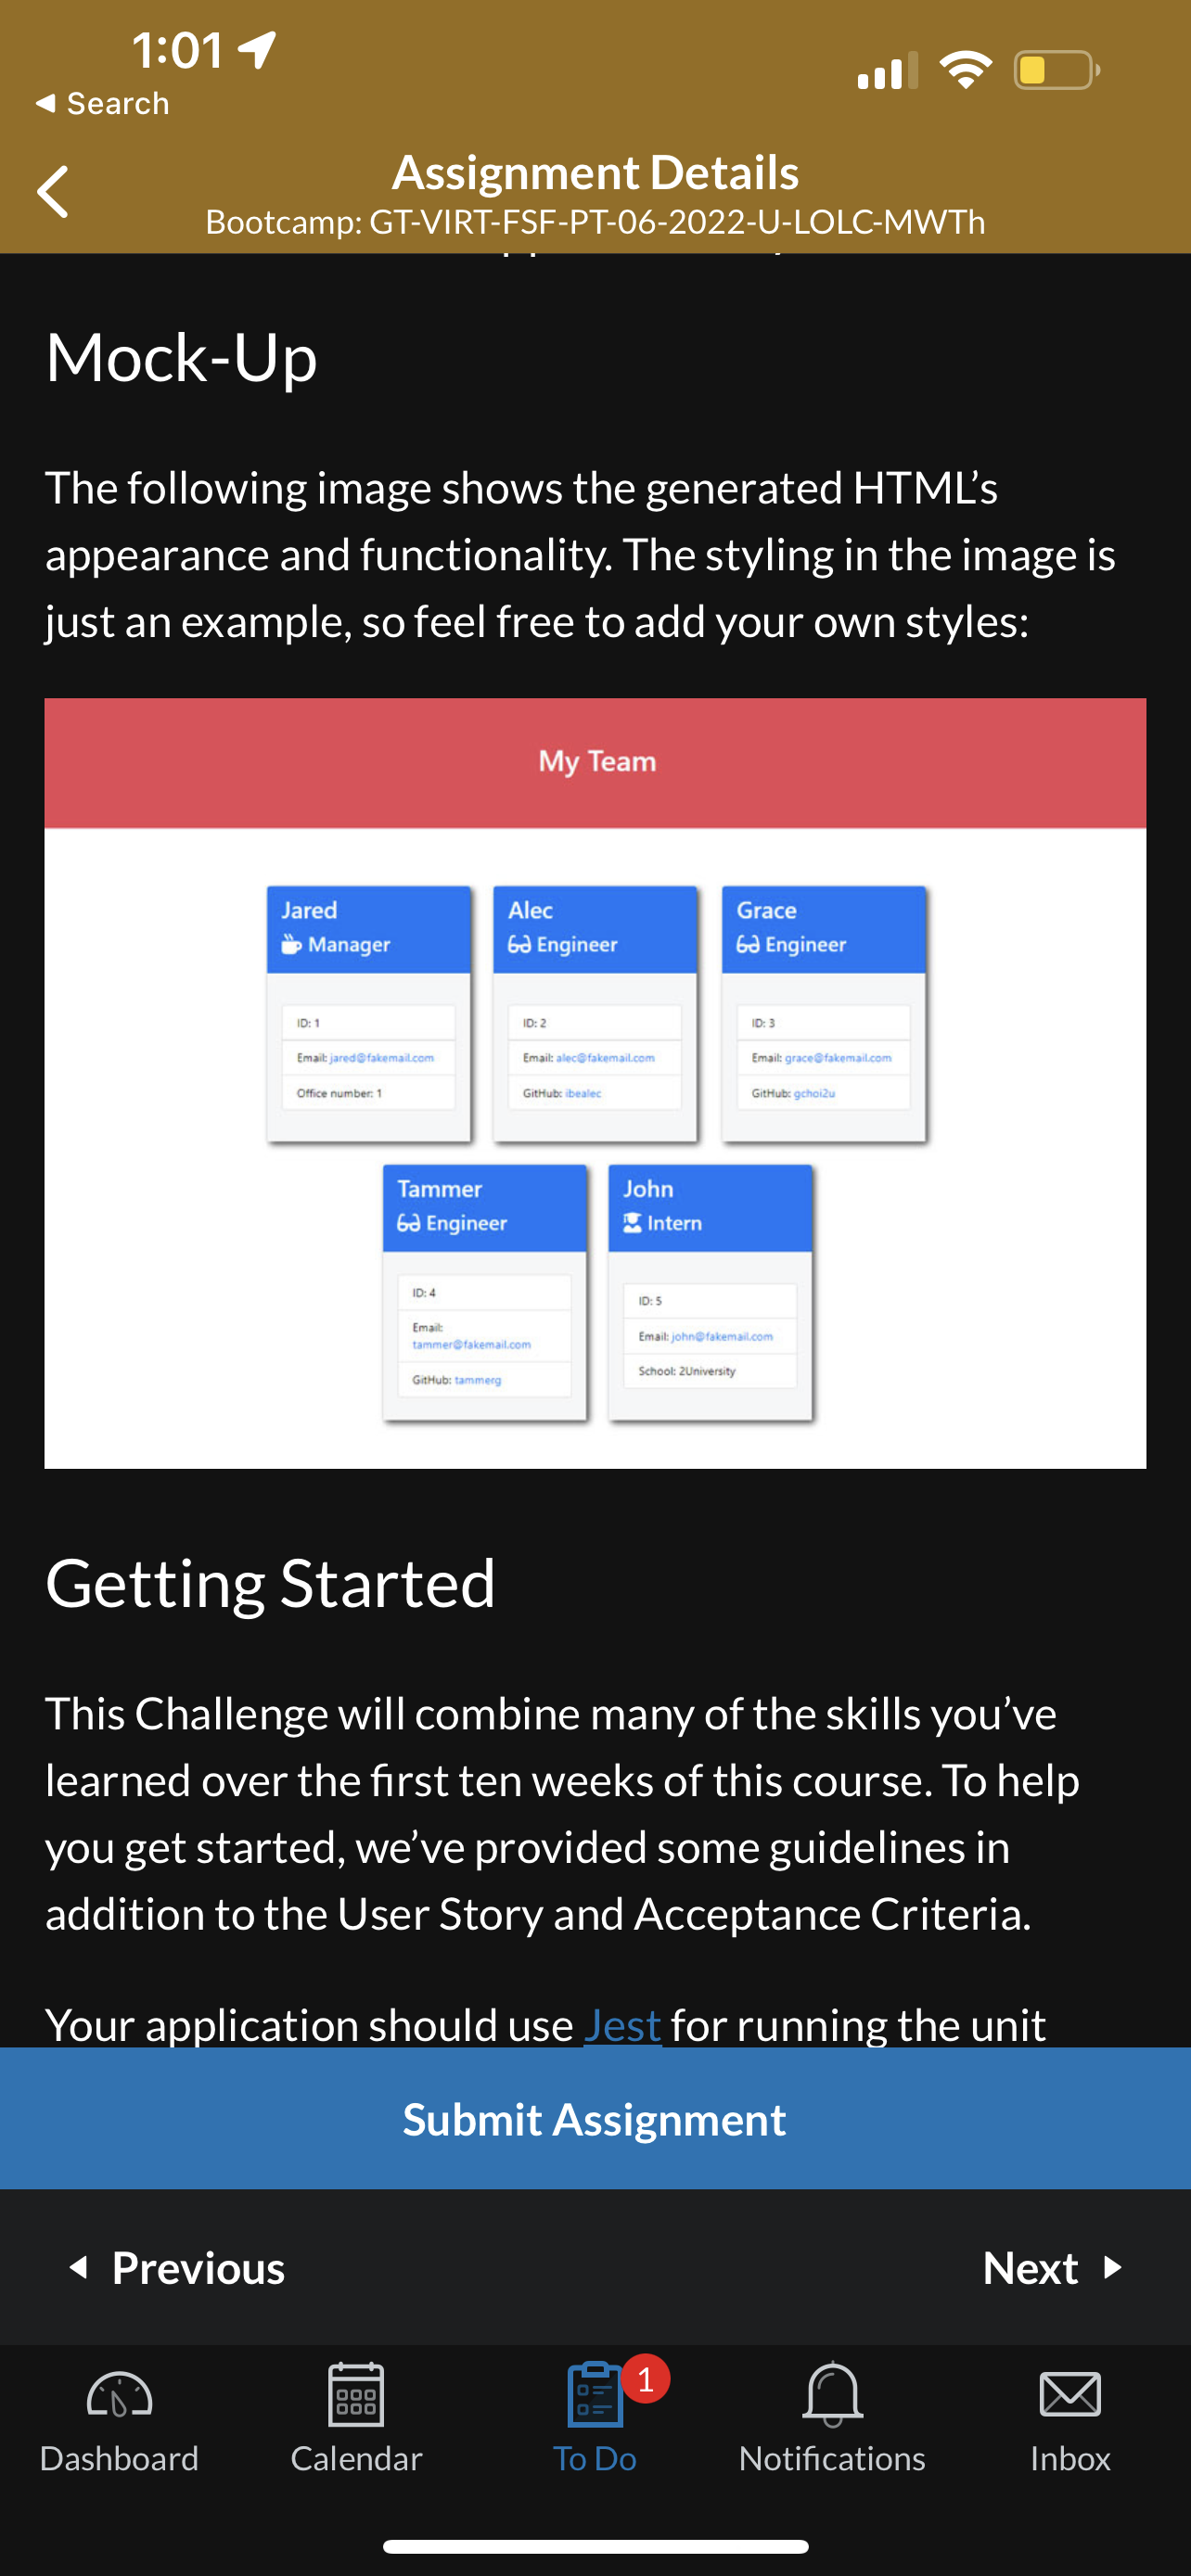 1:01
Search
Assignment Details
Bootcamp: GT-VIRT-FSF-PT-06-2022-U-LOLC-MWTh
Mock-Up
The following image shows the generated HTML’s
appearance and functionality. The styling in the image is
just an example, so feel free to add your own styles:
My Team
Jared
Manager
ID: 1
Email: jared@fakemail.com
Office number: 1
Alec
Engineer
ID: 2
Email: alec@fakemail.com
GitHub: ibealec
Grace
Engineer
ID: 3
Email: grace@fakemail.com
GitHub: gchoi2u
Tammer
Engineer
ID: 4
Email:
tammer@fakemail.com
GitHub: tammerg
John
Intern
ID: 5
Email: john@fakemail.com
School: 2University
Getting Started
This Challenge will combine many of the skills you’ve
learned over the first ten weeks of this course. To help
you get started, we’ve provided some guidelines in
addition to the User Story and Acceptance Criteria.
Your application should use Jest for running the unit
Submit Assignment
Previous
Next
1
Dashboard
Calendar
To Do
Notifications
Inbox